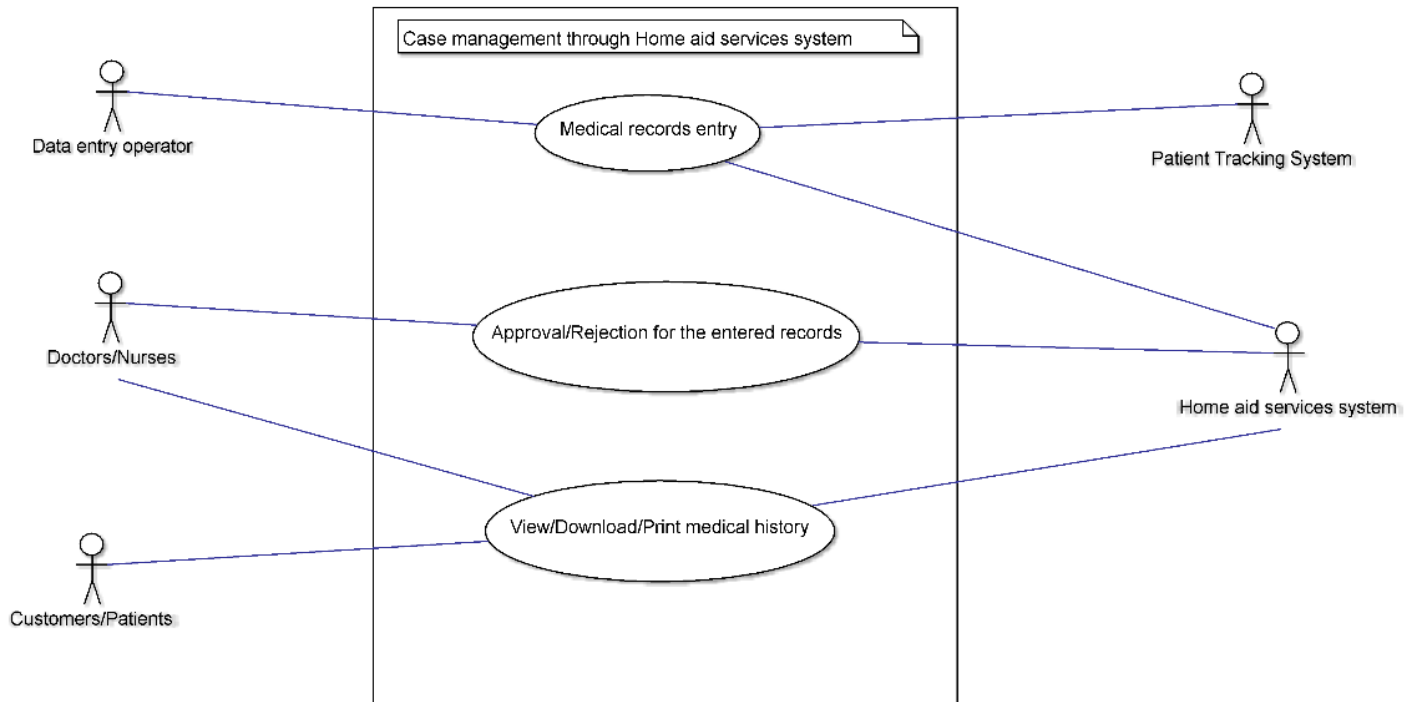 Case management through Home aid services system
Data entry operator
Medical records entry
Patient Tracking System
Doctors/Nurses
Approval/Rejection for the entered records
Home aid services system
View/Download/Print medical history
Customers/Patients